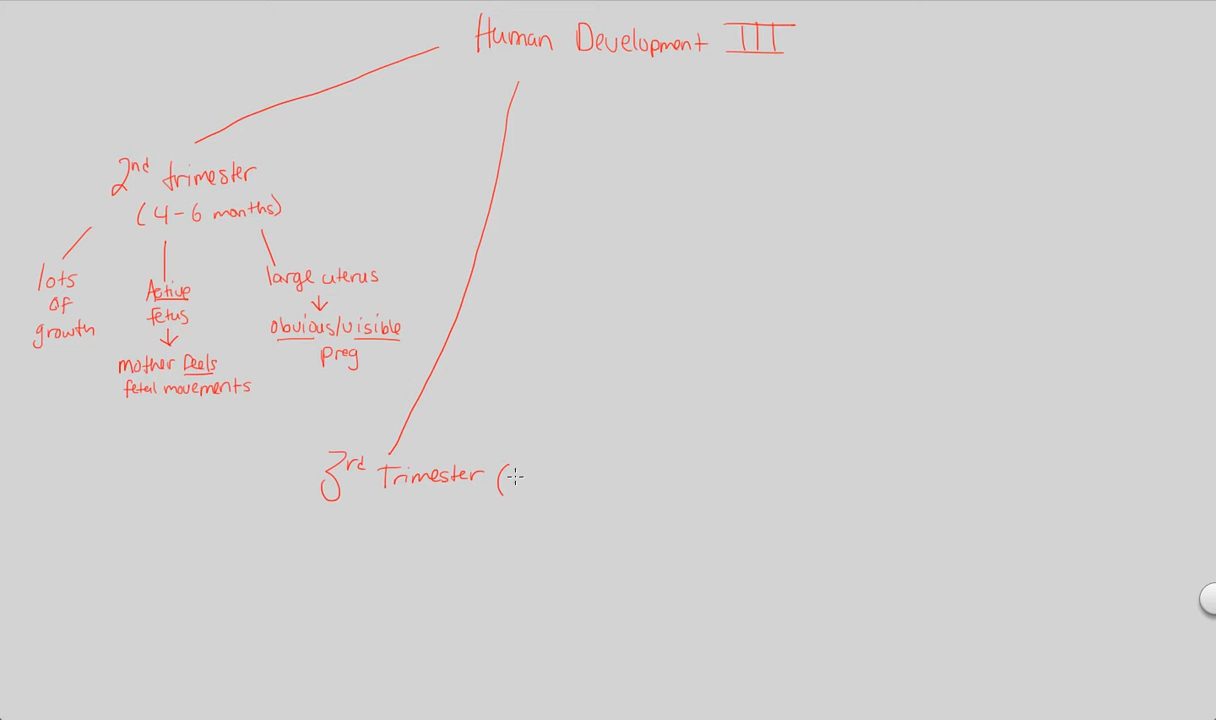 Human Development III
2nd trimester
(4-6 months)
lots
of
growth
Active
fetus
↓
mother feels
fetal movements
large uterus
↓
obvious/visible
preg
3rd Trimester (